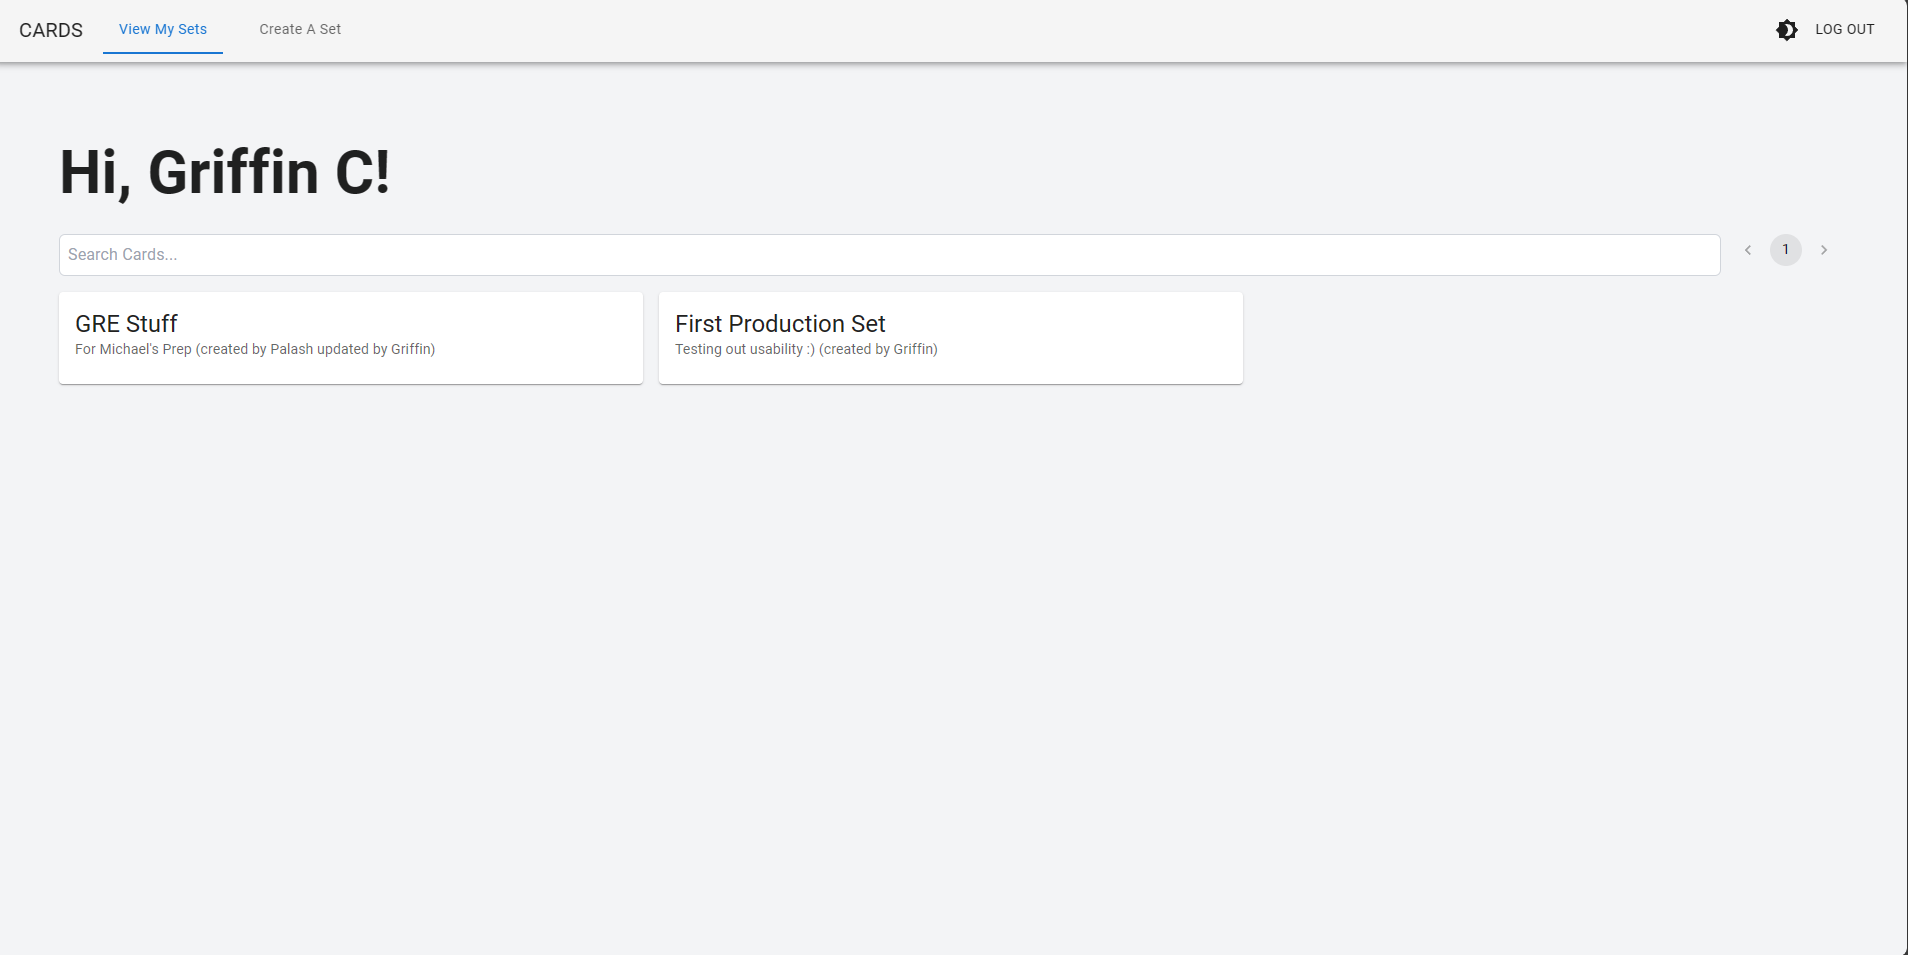 CARDS View My Sets Create A Set LOG OUT
Hi, Griffin C!
Search Cards... 1
GRE Stuff
For Michael's Prep (created by Palash updated by Griffin)
First Production Set
Testing out usability :) (created by Griffin)